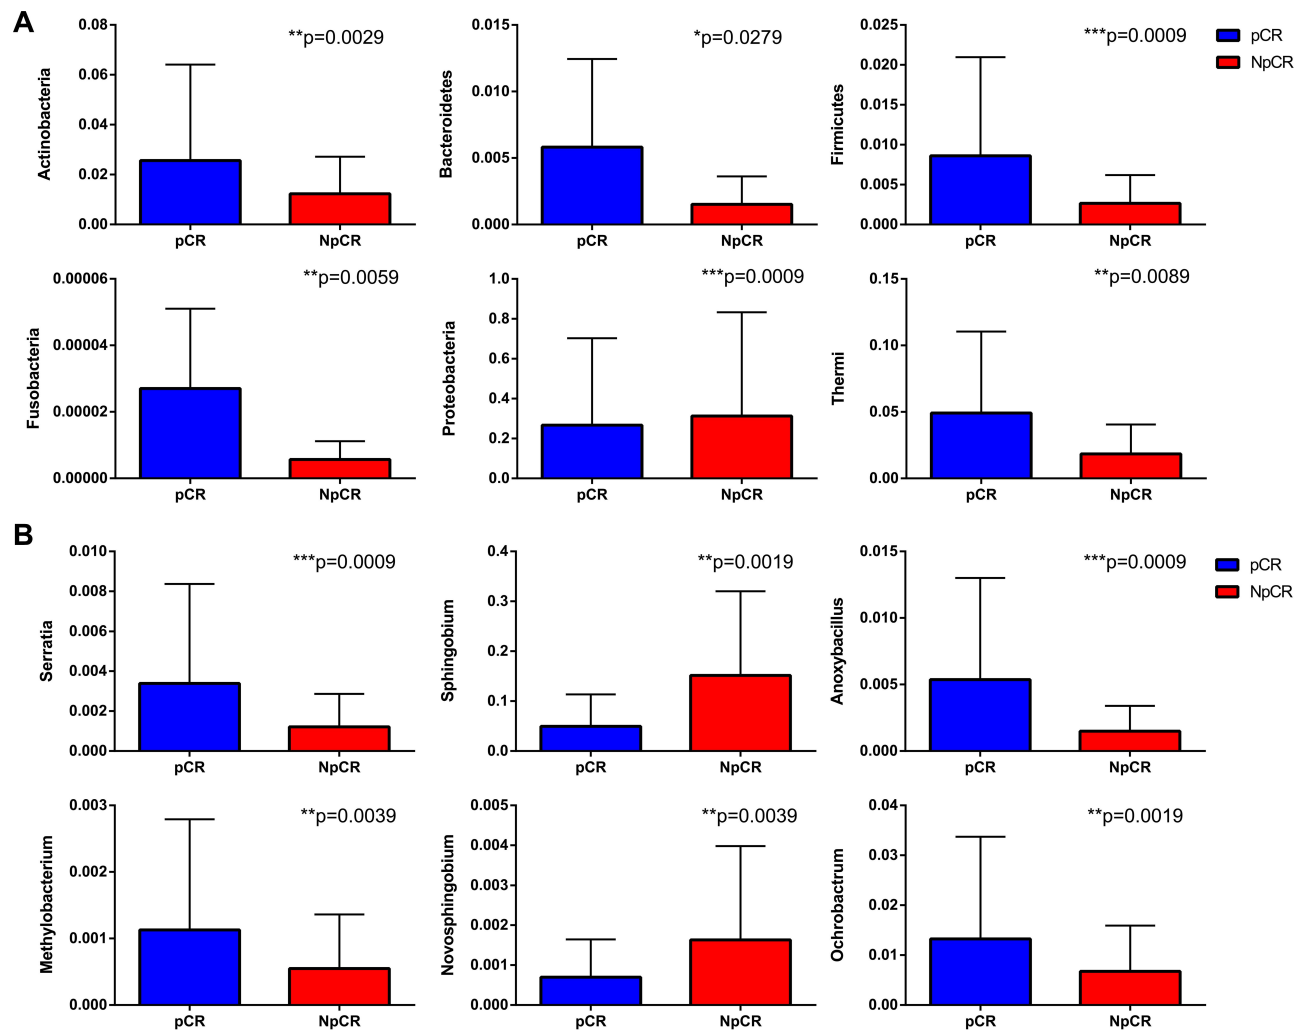 A
**p=0.0029
Actinobacteria
0.08
0.06
0.04
0.02
0.00
pCR
NpCR
*p=0.0279
Bacteroidetes
0.015
0.010
0.005
0.000
pCR
NpCR
***p=0.0009
Firmicutes
0.025
0.020
0.015
0.010
0.005
0.000
pCR
NpCR
pCR
NpCR
**p=0.0059
Fusobacteria
0.00006
0.00004
0.00002
0.00000
pCR
NpCR
***p=0.0009
Proteobacteria
1.0
0.8
0.6
0.4
0.2
0.0
pCR
NpCR
**p=0.0089
Thermi
0.15
0.10
0.05
0.00
pCR
NpCR
B
***p=0.0009
Serratia
0.010
0.008
0.006
0.004
0.002
0.000
pCR
NpCR
**p=0.0019
Sphingobium
0.4
0.3
0.2
0.1
0.0
pCR
NpCR
***p=0.0009
Anoxybacillus
0.015
0.010
0.005
0.000
pCR
NpCR
pCR
NpCR
**p=0.0039
Methylobacterium
0.003
0.002
0.001
0.000
pCR
NpCR
**p=0.0039
Novosphingobium
0.005
0.004
0.003
0.002
0.001
0.000
pCR
NpCR
**p=0.0019
Ochrobactrum
0.04
0.03
0.02
0.01
0.00
pCR
NpCR